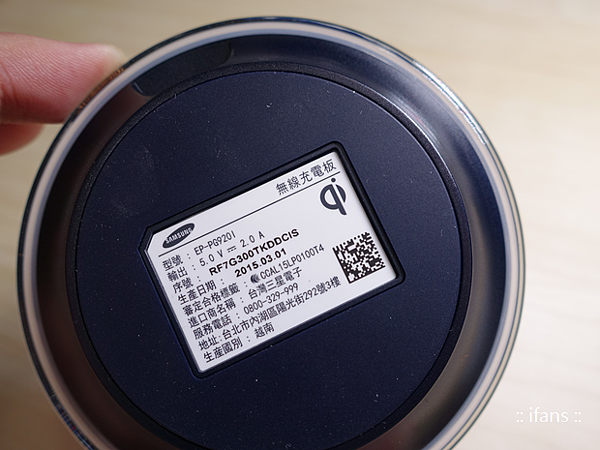 無線充電板
SAMSUNG
型號 : EP-PG920I
輸出 : 5.0 V ⎓ 2.0 A
序號 : RF7G300TKDDCIS
生產日期 : 2015.03.01
審定合格標籤 : CCAL15LP0100T4
進口商名稱 : 台灣三星電子
服務電話 : 0800-329-999
地址:台北市內湖區陽光街292號3樓
生產國別 : 越南
:: ifans ::